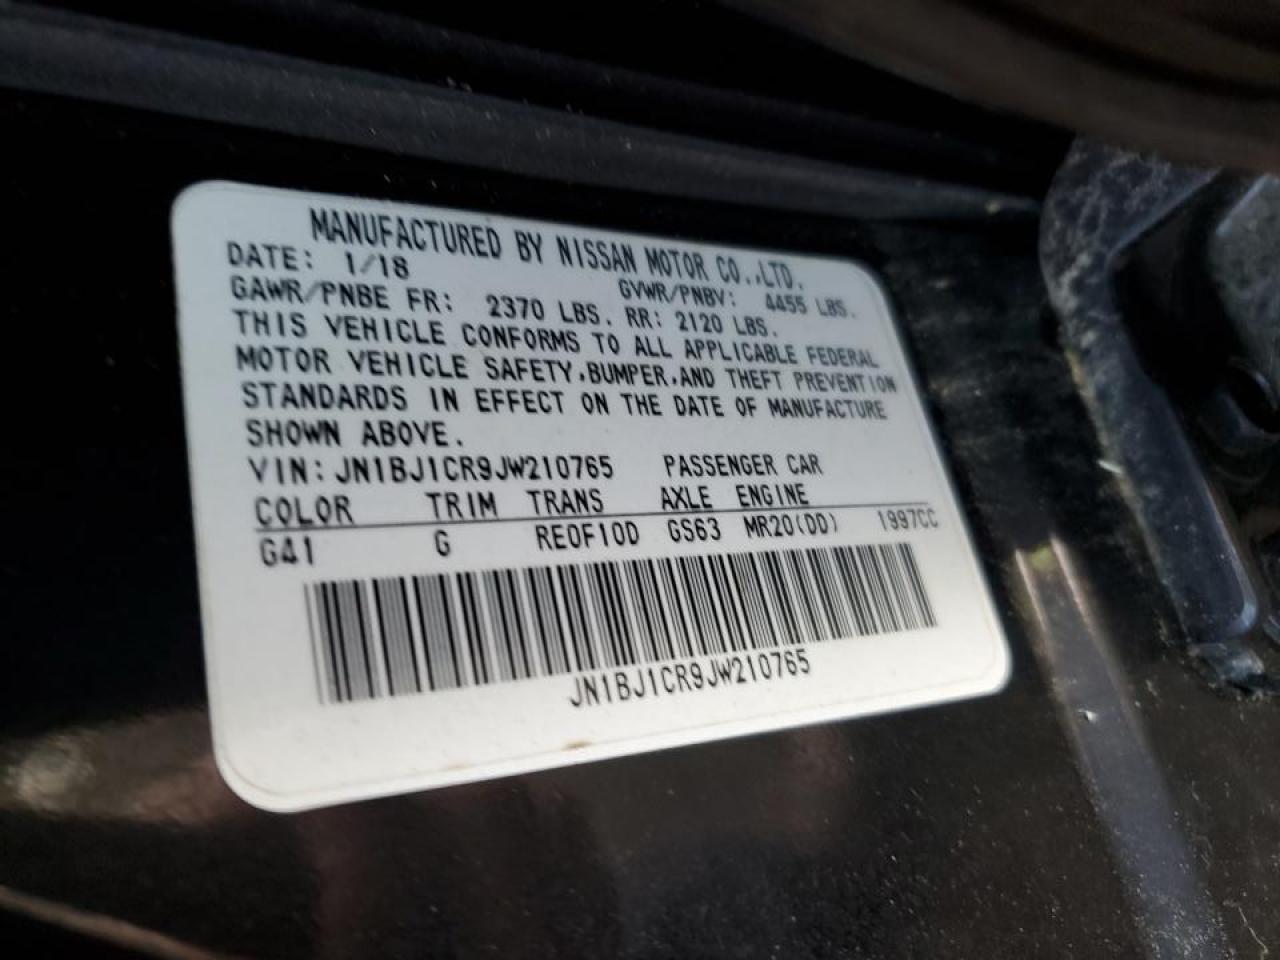 MANUFACTURED BY NISSAN MOTOR CO.,LTD.
DATE: 1/18 GVWR/PNBV: 4455 LBS.
GAWR/PNBE FR: 2370 LBS. RR: 2120 LBS.
THIS VEHICLE CONFORMS TO ALL APPLICABLE FEDERAL
MOTOR VEHICLE SAFETY,BUMPER,AND THEFT PREVENTION
STANDARDS IN EFFECT ON THE DATE OF MANUFACTURE
SHOWN ABOVE.
VIN: JN1BJ1CR9JW210765 PASSENGER CAR
COLOR TRIM TRANS AXLE ENGINE
G41 G RE0F10D GS63 MR20(DD) 1997CC
JN1BJ1CR9JW210765